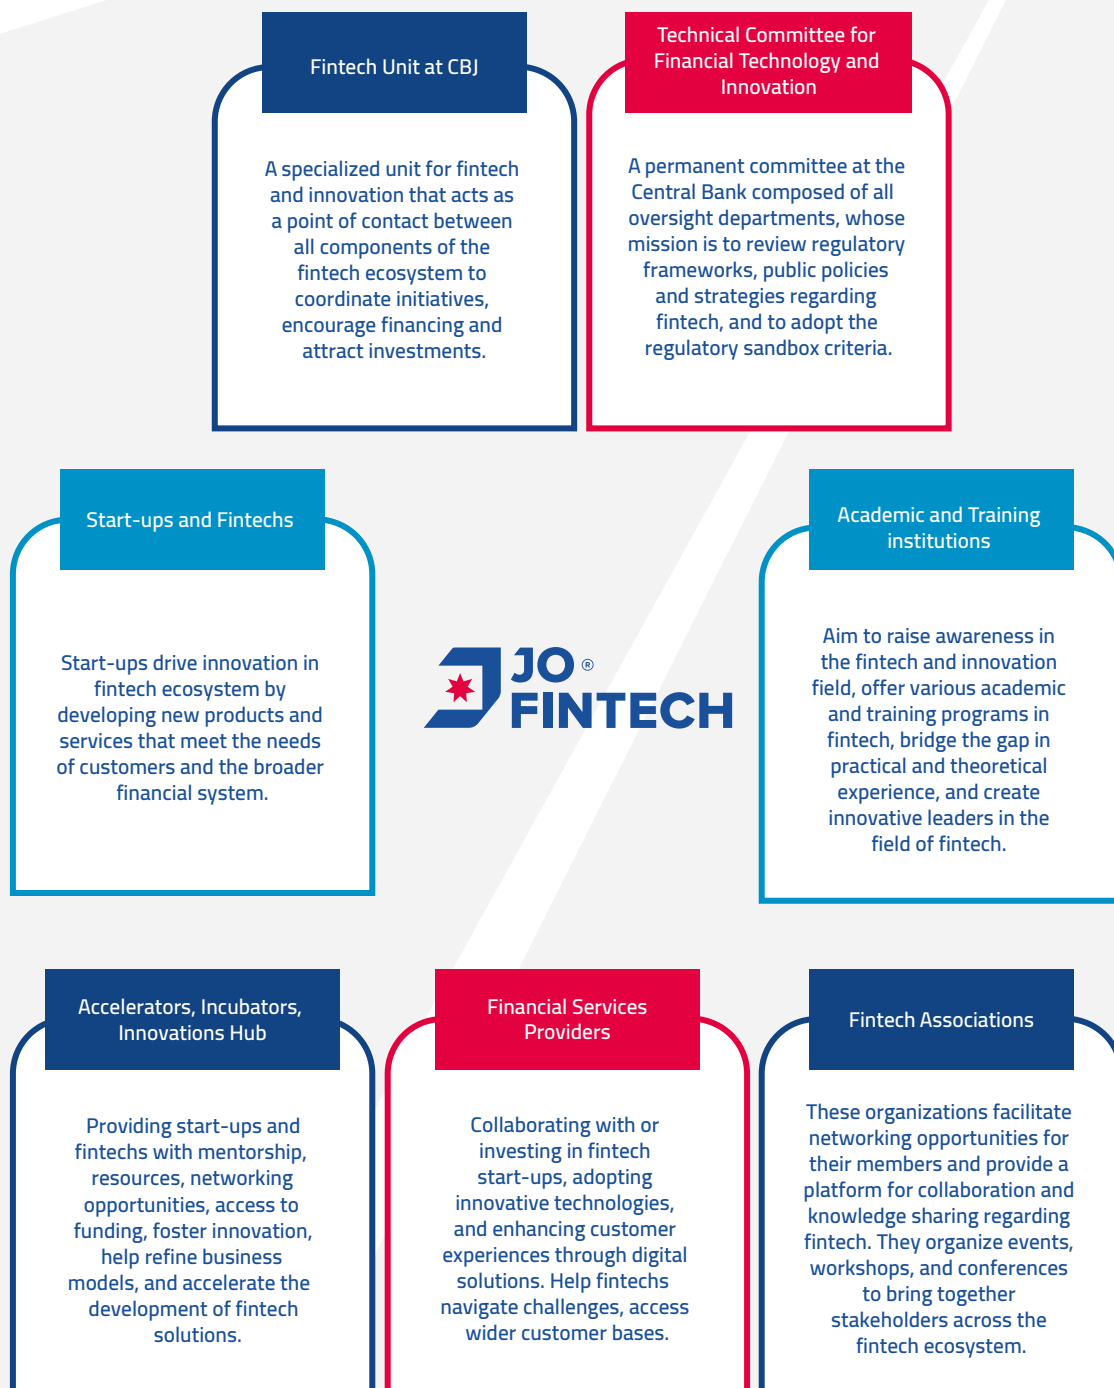 Fintech Unit at CBJ
A specialized unit for fintech
and innovation that acts as
a point of contact between
all components of the
fintech ecosystem to
coordinate initiatives,
encourage financing and
attract investments.
Technical Committee for
Financial Technology and
Innovation
A permanent committee at the
Central Bank composed of all
oversight departments, whose
mission is to review regulatory
frameworks, public policies
and strategies regarding
fintech, and to adopt the
regulatory sandbox criteria.
Start-ups and Fintechs
Start-ups drive innovation in
fintech ecosystem by
developing new products and
services that meet the needs
of customers and the broader
financial system.
JO ®
FINTECH
Academic and Training
institutions
Aim to raise awareness in
the fintech and innovation
field, offer various academic
and training programs in
fintech, bridge the gap in
practical and theoretical
experience, and create
innovative leaders in the
field of fintech.
Accelerators, Incubators,
Innovations Hub
Providing start-ups and
fintechs with mentorship,
resources, networking
opportunities, access to
funding, foster innovation,
help refine business
models, and accelerate the
development of fintech
solutions.
Financial Services
Providers
Collaborating with or
investing in fintech
start-ups, adopting
innovative technologies,
and enhancing customer
experiences through digital
solutions. Help fintechs
navigate challenges, access
wider customer bases.
Fintech Associations
These organizations facilitate
networking opportunities for
their members and provide a
platform for collaboration and
knowledge sharing regarding
fintech. They organize events,
workshops, and conferences
to bring together
stakeholders across the
fintech ecosystem.